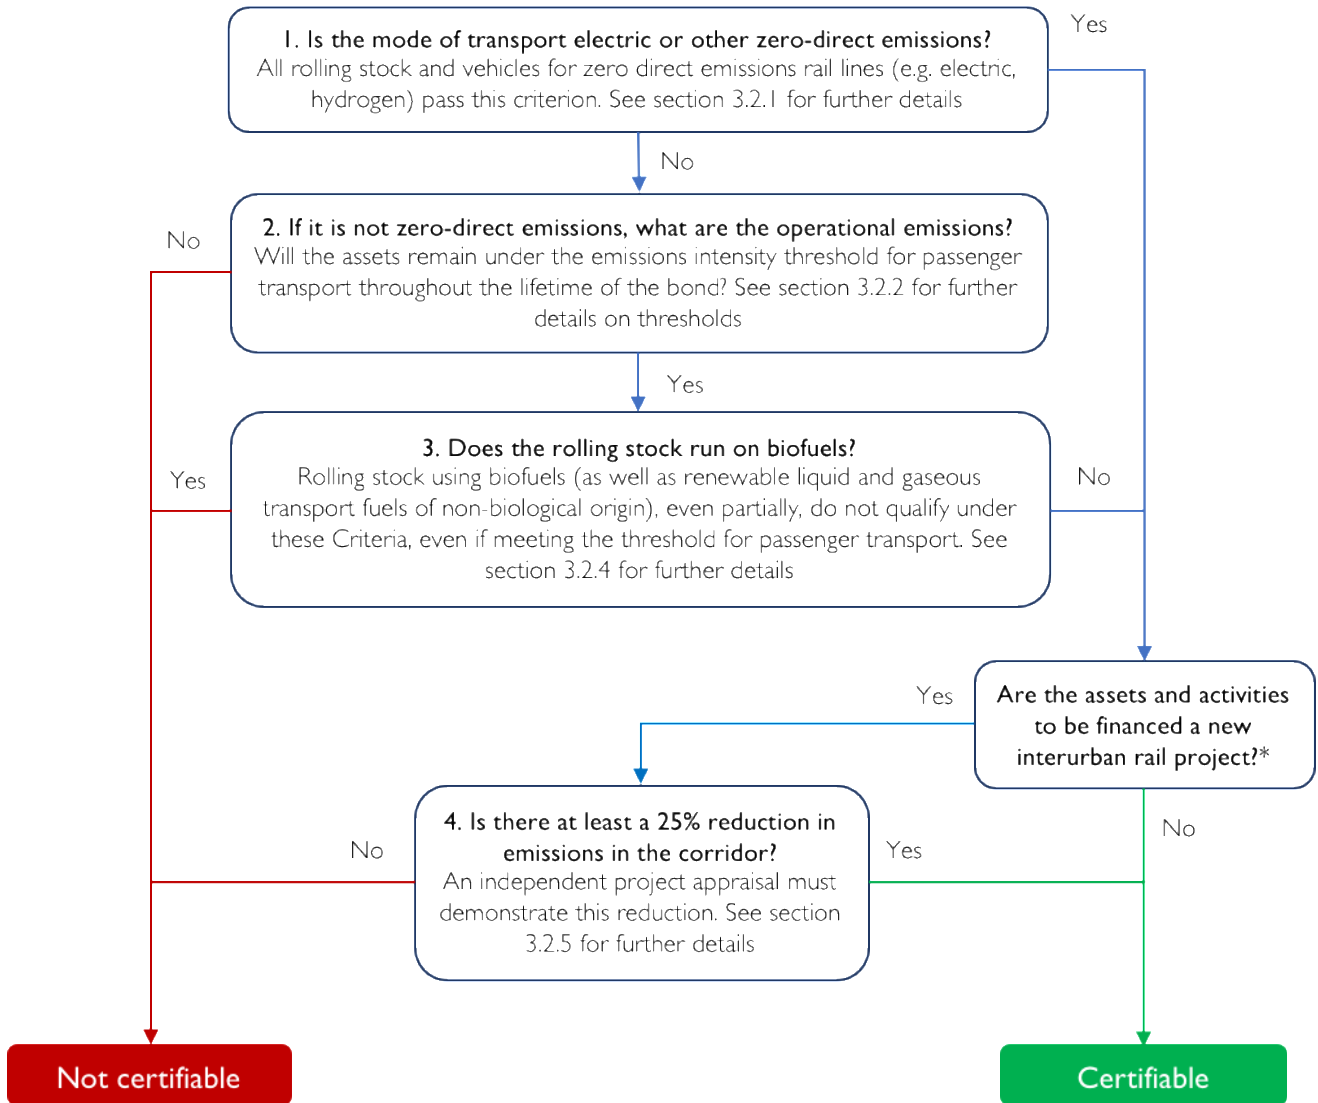 1. Is the mode of transport electric or other zero-direct emissions?
All rolling stock and vehicles for zero direct emissions rail lines (e.g. electric,
hydrogen) pass this criterion. See section 3.2.1 for further details
Yes
No
2. If it is not zero-direct emissions, what are the operational emissions?
Will the assets remain under the emissions intensity threshold for passenger
transport throughout the lifetime of the bond? See section 3.2.2 for further
details on thresholds
No
Yes
3. Does the rolling stock run on biofuels?
Rolling stock using biofuels (as well as renewable liquid and gaseous
transport fuels of non-biological origin), even partially, do not qualify under
these Criteria, even if meeting the threshold for passenger transport. See
section 3.2.4 for further details
Yes
No
Are the assets and activities
to be financed a new
interurban rail project?*
Yes
No
4. Is there at least a 25% reduction in
emissions in the corridor?
An independent project appraisal must
demonstrate this reduction. See section
3.2.5 for further details
No
Yes
Not certifiable
Certifiable